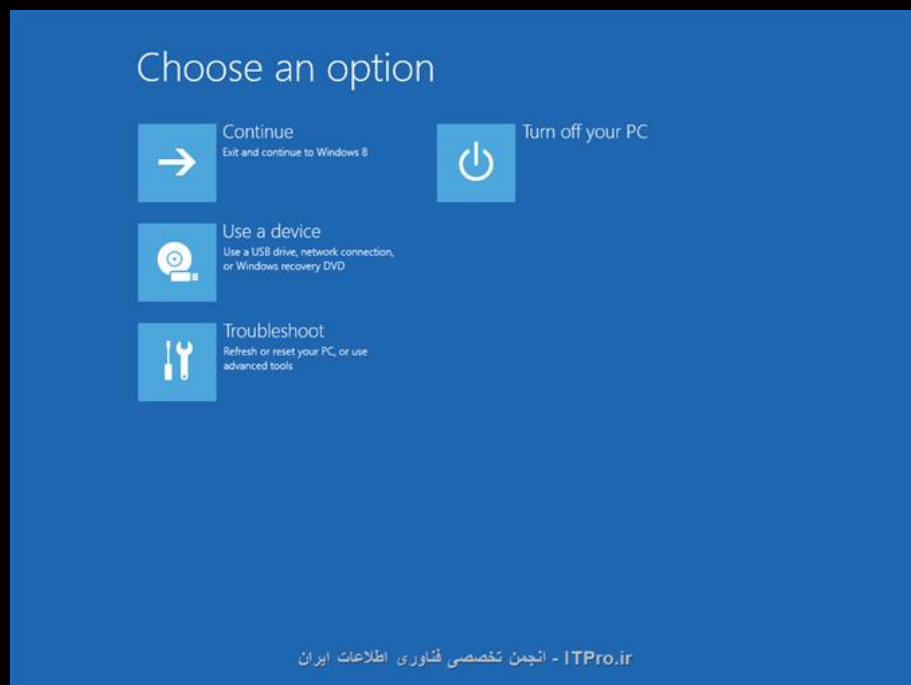 Choose an option
Continue
Exit and continue to Windows 8
Turn off your PC
Use a device
Use a USB drive, network connection,
or Windows recovery DVD
Troubleshoot
Refresh or reset your PC, or use
advanced tools
ITPro.ir - انجمن تخصصی فناوری اطلاعات ایران